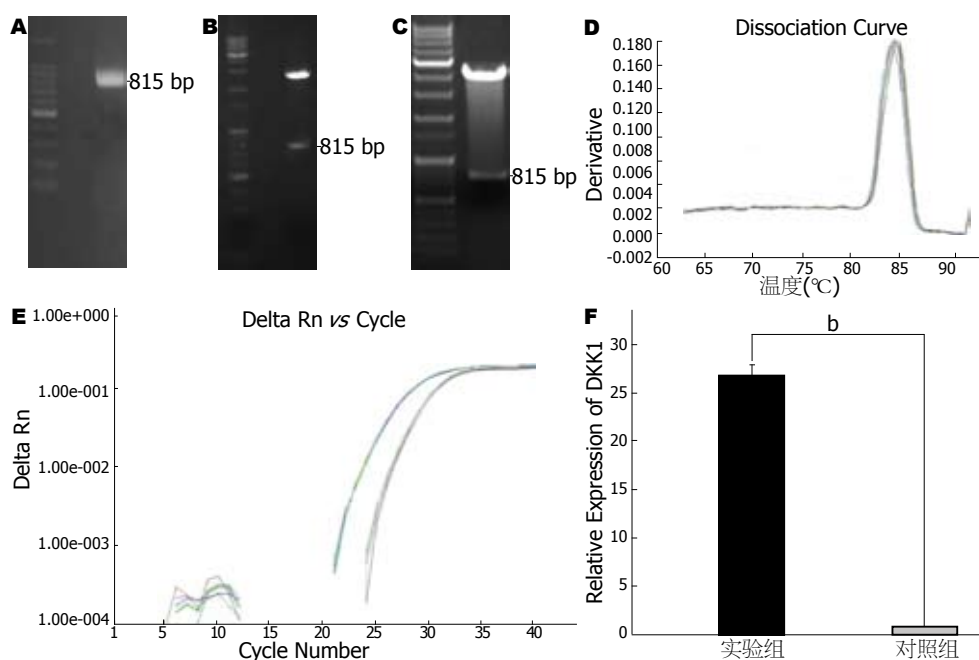 A
815 bp
B
815 bp
C
815 bp
D
Dissociation Curve
Derivative
0.180
0.160
0.140
0.120
0.100
0.008
0.006
0.004
0.002
0.000
-0.002
60 65 70 75 80 85 90
温度(℃)
E
Delta Rn vs Cycle
Delta Rn
1.00e+000
1.00e-001
1.00e-002
1.00e-003
1.00e-004
1 5 10 15 20 25 30 35 40
Cycle Number
F
b
Relative Expression of DKK1
30
25
20
15
10
5
0
实验组 对照组